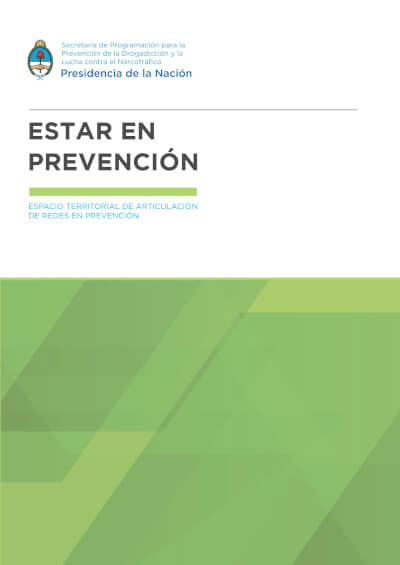 Secretaría de Programación para la
Prevención de la Drogadicción y la
Lucha contra el Narcotráfico
Presidencia de la Nación
ESTAR EN
PREVENCIÓN
ESPACIO TERRITORIAL DE ARTICULACIÓN
DE REDES EN PREVENCIÓN.